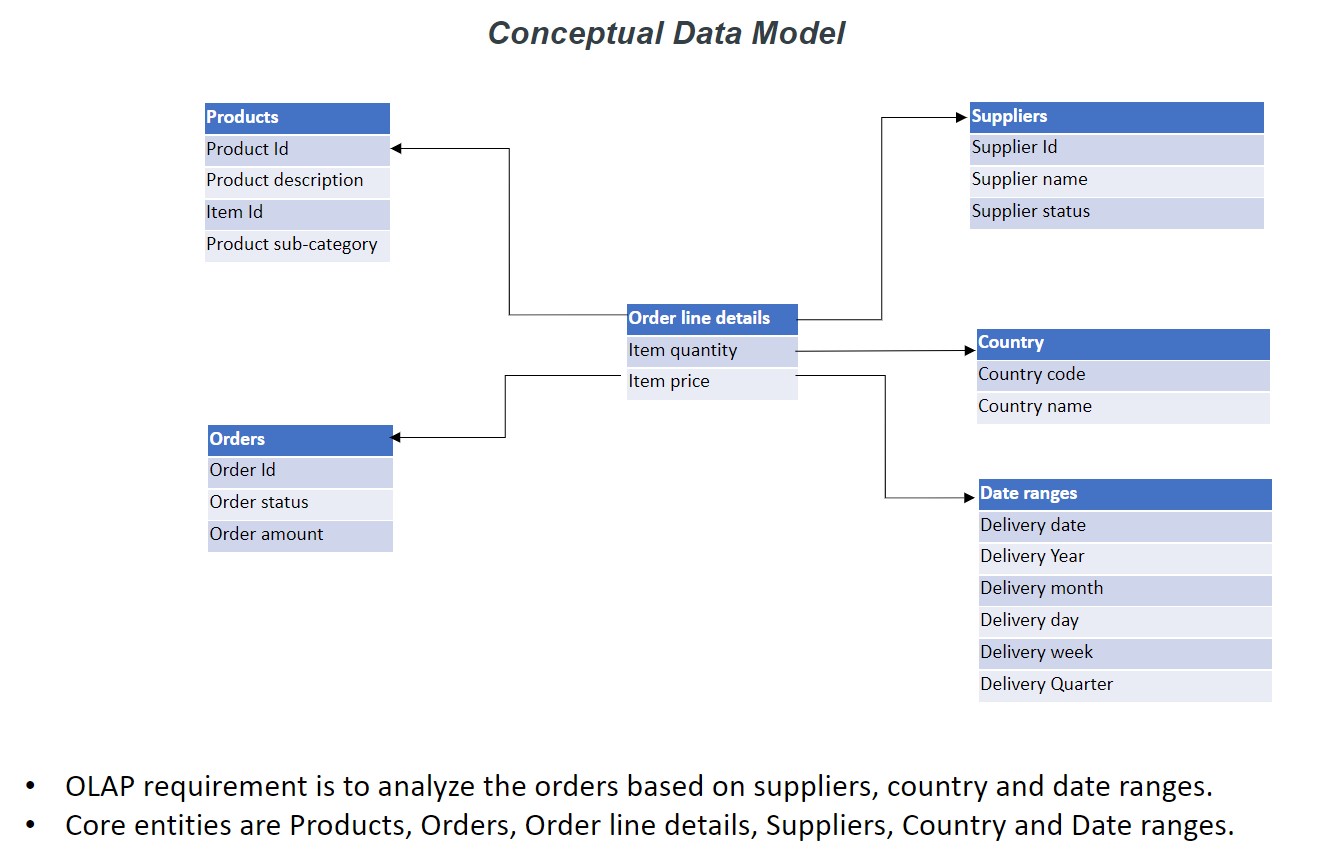 Conceptual Data Model
Products
Product Id
Product description
Item Id
Product sub-category
Suppliers
Supplier Id
Supplier name
Supplier status
Order line details
Item quantity
Item price
Country
Country code
Country name
Orders
Order Id
Order status
Order amount
Date ranges
Delivery date
Delivery Year
Delivery month
Delivery day
Delivery week
Delivery Quarter
• OLAP requirement is to analyze the orders based on suppliers, country and date ranges.
• Core entities are Products, Orders, Order line details, Suppliers, Country and Date ranges.